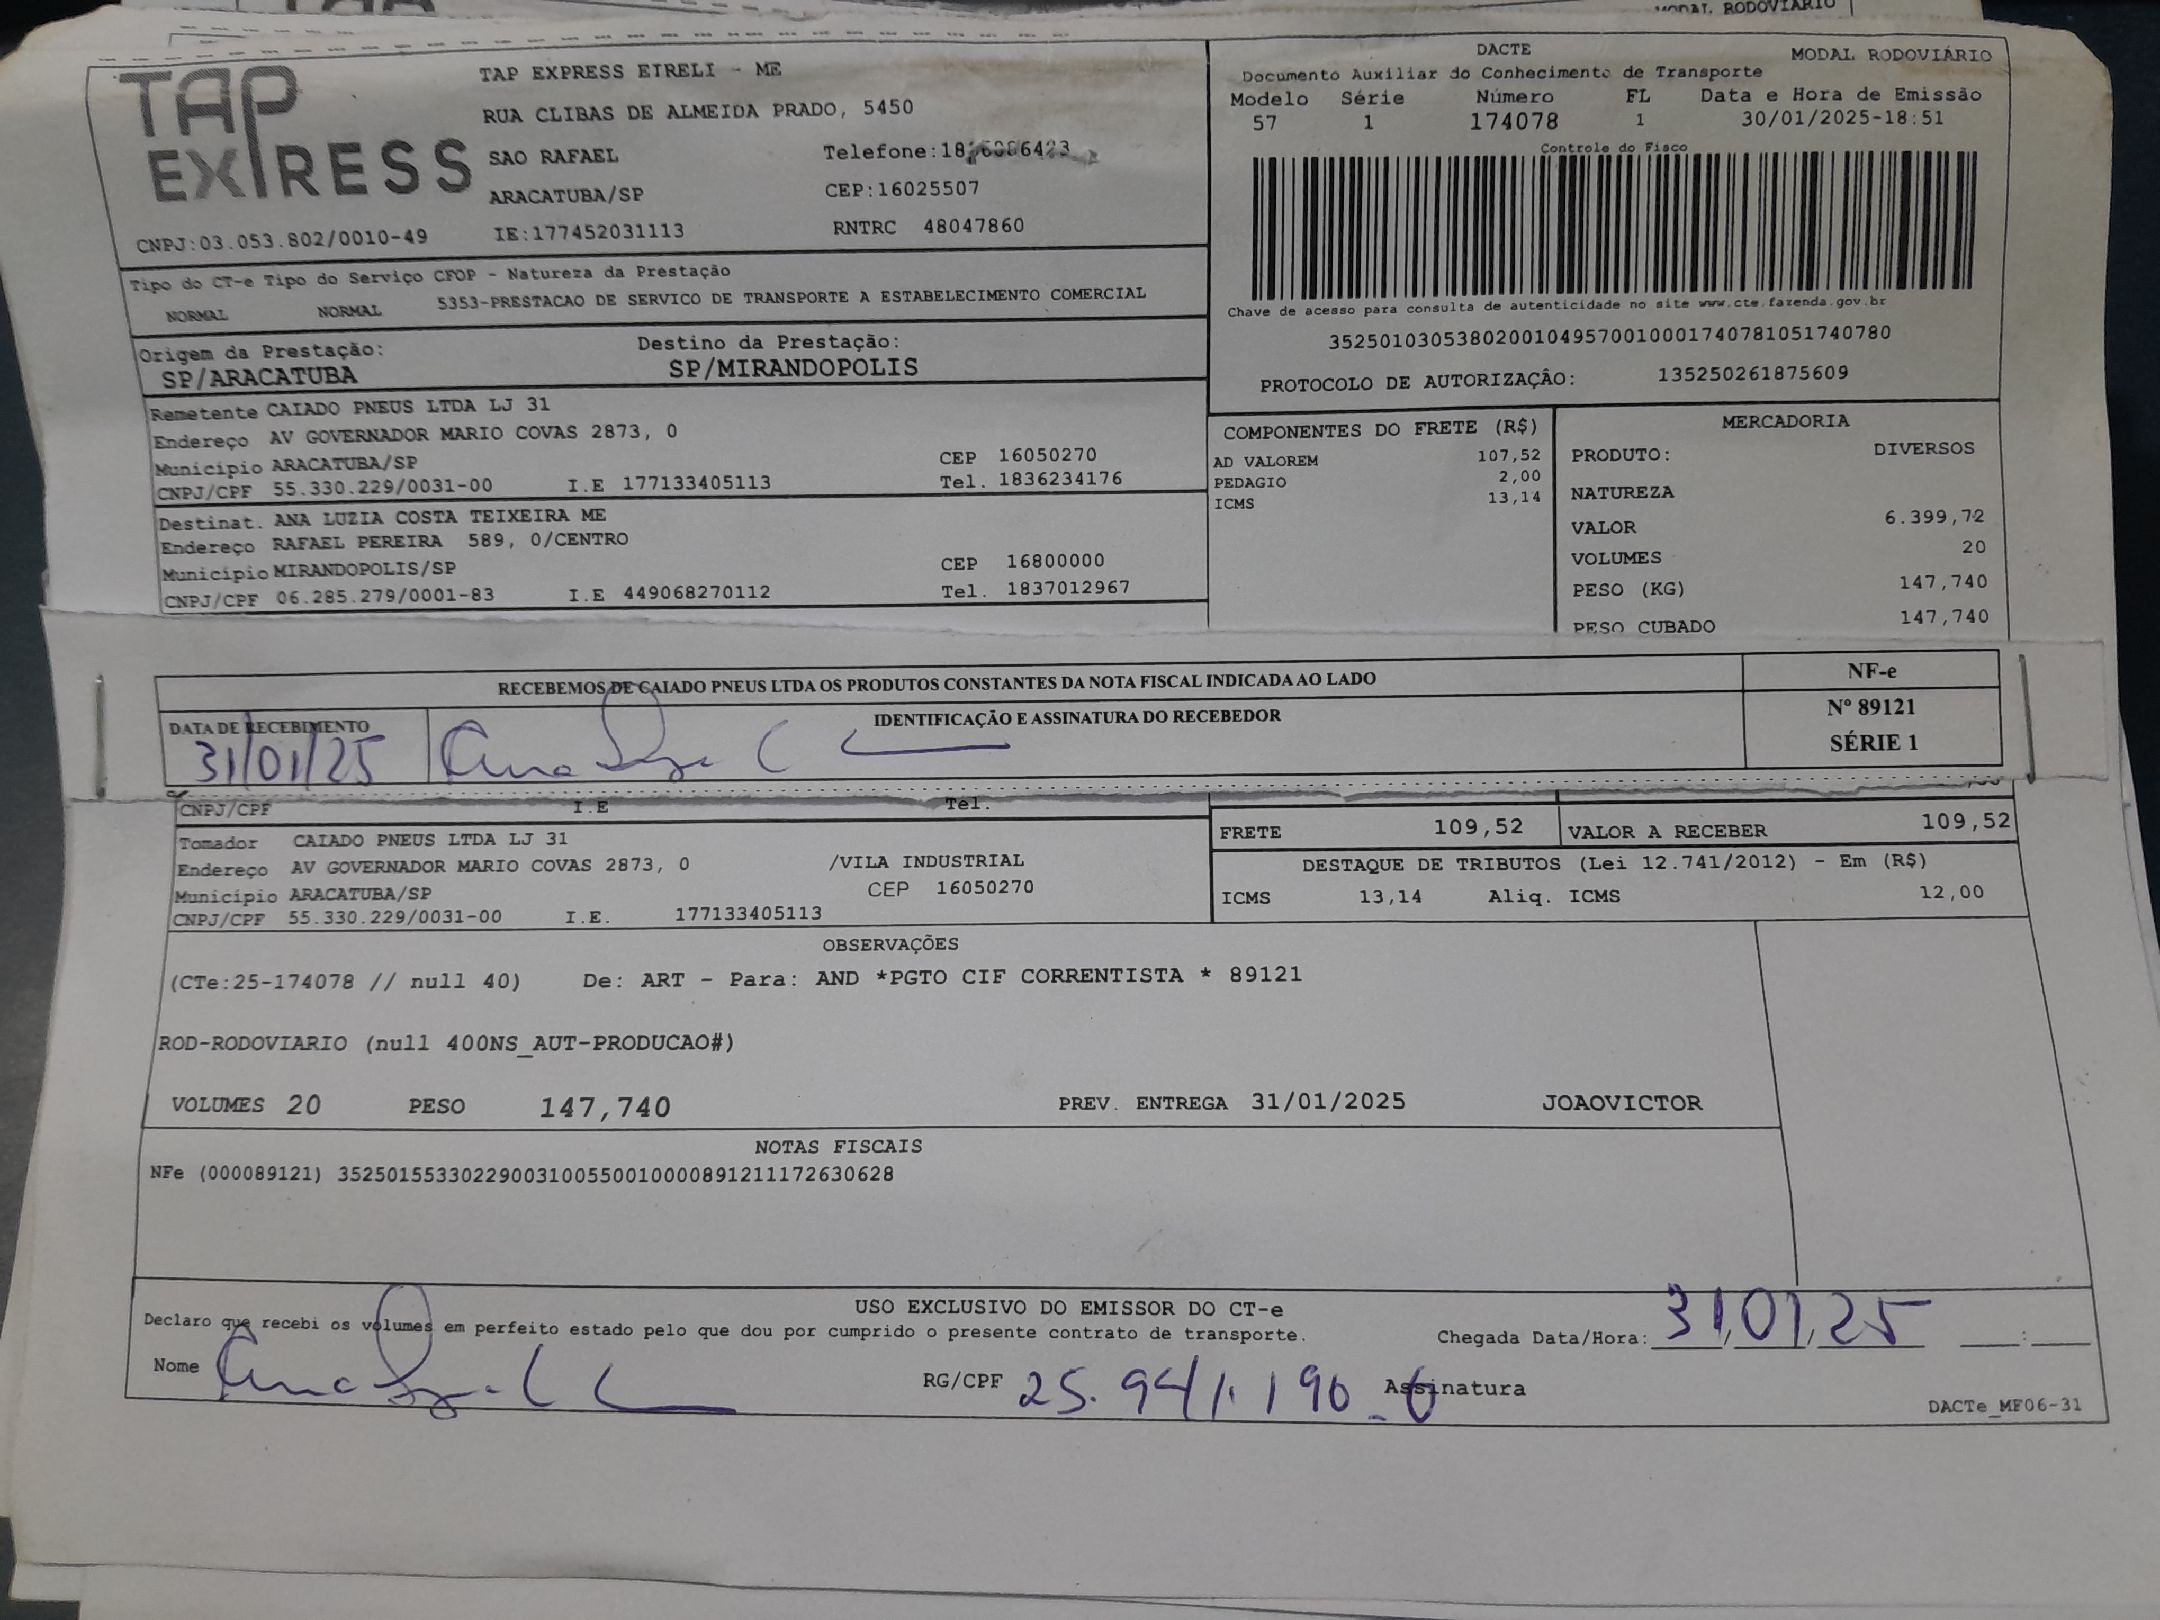 MODAL RODOVIÁRIO
TAP EXPRESS
TAP EXPRESS EIRELI - ME
RUA CLIBAS DE ALMEIDA PRADO, 5450
SAO RAFAEL
ARACATUBA/SP
CEP:16025507
CNPJ:03.053.802/0010-49
IE:177452031113
RNTRC 48047860
Telefone:
DACTE
MODAL RODOVIÁRIO
Documento Auxiliar do Conhecimento de Transporte
Modelo Série Número FL Data e Hora de Emissão
57 1 174078 1 30/01/2025-18:51
Controle do Fisco
Chave de acesso para consulta de autenticidade no site www.cte.fazenda.gov.br
35250103053802001049570010001740781051740780
PROTOCOLO DE AUTORIZAÇÃO: 135250261875609
Tipo do CT-e Tipo do Serviço CFOP - Natureza da Prestação
NORMAL NORMAL 5353-PRESTACAO DE SERVICO DE TRANSPORTE A ESTABELECIMENTO COMERCIAL
Origem da Prestação: Destino da Prestação:
SP/ARACATUBA SP/MIRANDOPOLIS
Remetente CAIADO PNEUS LTDA LJ 31
Endereço AV GOVERNADOR MARIO COVAS 2873, 0
Município ARACATUBA/SP CEP 16050270
CNPJ/CPF 55.330.229/0031-00 I.E 177133405113 Tel. 1836234176
Destinat. ANA LUZIA COSTA TEIXEIRA ME
Endereço RAFAEL PEREIRA 589, 0/CENTRO
Município MIRANDOPOLIS/SP CEP 16800000
CNPJ/CPF 06.285.279/0001-83 I.E 449068270112 Tel. 1837012967
COMPONENTES DO FRETE (R$)
AD VALOREM 107,52
PEDAGIO 2,00
ICMS 13,14
MERCADORIA
PRODUTO: DIVERSOS
NATUREZA
VALOR 6.399,72
VOLUMES 20
PESO (KG) 147,740
PESO CUBADO 147,740
RECEBEMOS DE CAIADO PNEUS LTDA OS PRODUTOS CONSTANTES DA NOTA FISCAL INDICADA AO LADO
NF-e
Nº 89121
SÉRIE 1
DATA DE RECEBIMENTO
31/01/25
IDENTIFICAÇÃO E ASSINATURA DO RECEBEDOR
CNPJ/CPF I.E Tel.
Tomador CAIADO PNEUS LTDA LJ 31
Endereço AV GOVERNADOR MARIO COVAS 2873, 0 /VILA INDUSTRIAL
Município ARACATUBA/SP CEP 16050270
CNPJ/CPF 55.330.229/0031-00 I.E. 177133405113
FRETE 109,52 VALOR A RECEBER 109,52
DESTAQUE DE TRIBUTOS (Lei 12.741/2012) - Em (R$)
ICMS 13,14 Aliq. ICMS 12,00
OBSERVAÇÕES
(CTe:25-174078 // null 40) De: ART - Para: AND *PGTO CIF CORRENTISTA * 89121
ROD-RODOVIARIO (null 400NS_AUT-PRODUCAO#)
VOLUMES 20 PESO 147,740 PREV. ENTREGA 31/01/2025 JOAOVICTOR
NOTAS FISCAIS
NFe (000089121) 35250155330229003100550010000891211172630628
USO EXCLUSIVO DO EMISSOR DO CT-e
Declaro que recebi os volumes em perfeito estado pelo que dou por cumprido o presente contrato de transporte.
Chegada Data/Hora: 31/01/25 :
Nome
RG/CPF 25.941.190-6 Assinatura
DACTe_MF06-31